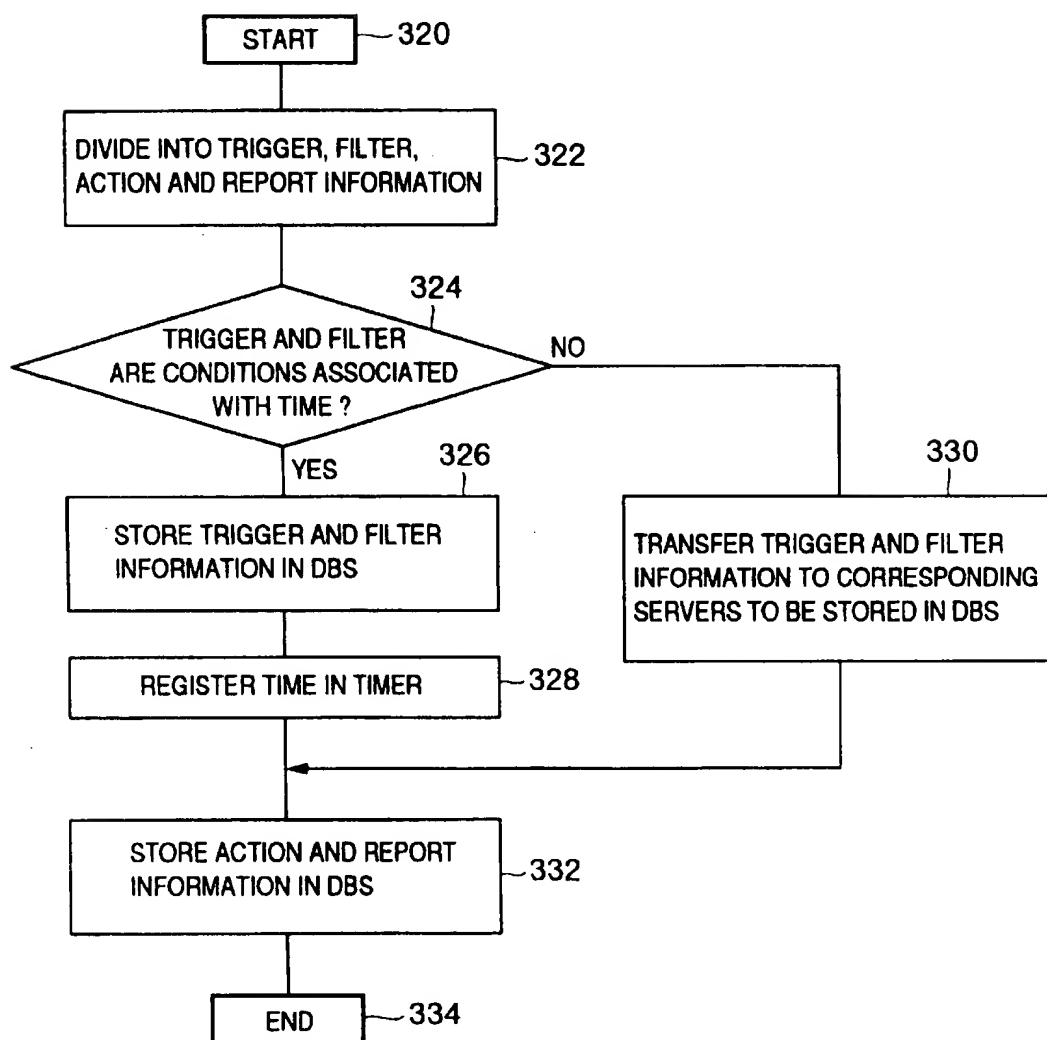 START
320
DIVIDE INTO TRIGGER, FILTER,
ACTION AND REPORT INFORMATION
322
324
TRIGGER AND FILTER
ARE CONDITIONS ASSOCIATED
WITH TIME ?
NO
YES
326
STORE TRIGGER AND FILTER
INFORMATION IN DBS
330
TRANSFER TRIGGER AND FILTER
INFORMATION TO CORRESPONDING
SERVERS TO BE STORED IN DBS
REGISTER TIME IN TIMER
328
STORE ACTION AND REPORT
INFORMATION IN DBS
332
END
334